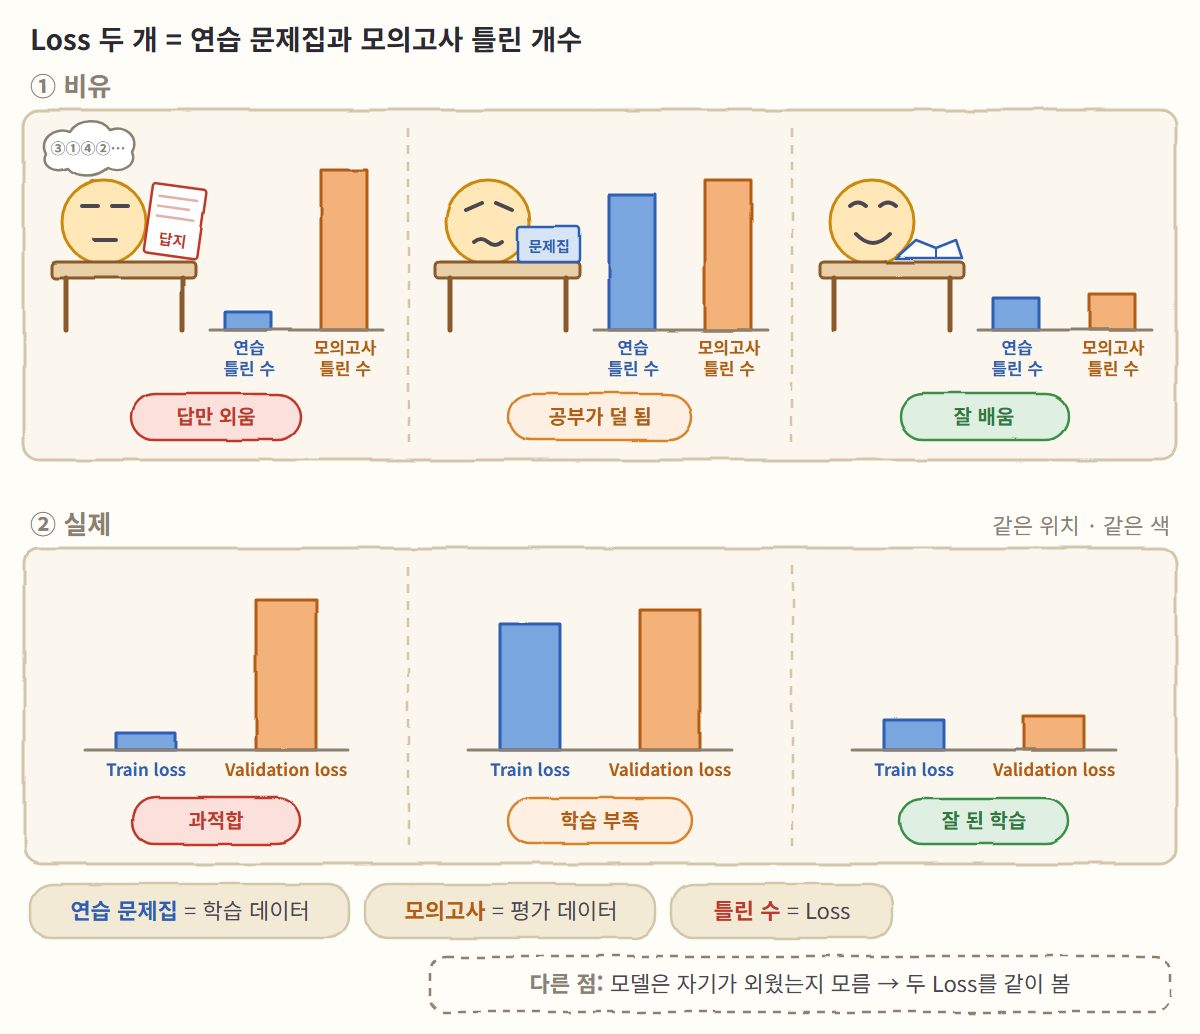 Loss 두 개 = 연습 문제집과 모의고사 틀린 개수
① 비유
③①④②…
답지
연습
틀린 수
모의고사
틀린 수
답만 외움
문제집
연습
틀린 수
모의고사
틀린 수
공부가 덜 됨
연습
틀린 수
모의고사
틀린 수
잘 배움
② 실제
같은 위치 · 같은 색
Train loss
Validation loss
과적합
Train loss
Validation loss
학습 부족
Train loss
Validation loss
잘 된 학습
연습 문제집 = 학습 데이터
모의고사 = 평가 데이터
틀린 수 = Loss
다른 점: 모델은 자기가 외웠는지 모름 → 두 Loss를 같이 봄